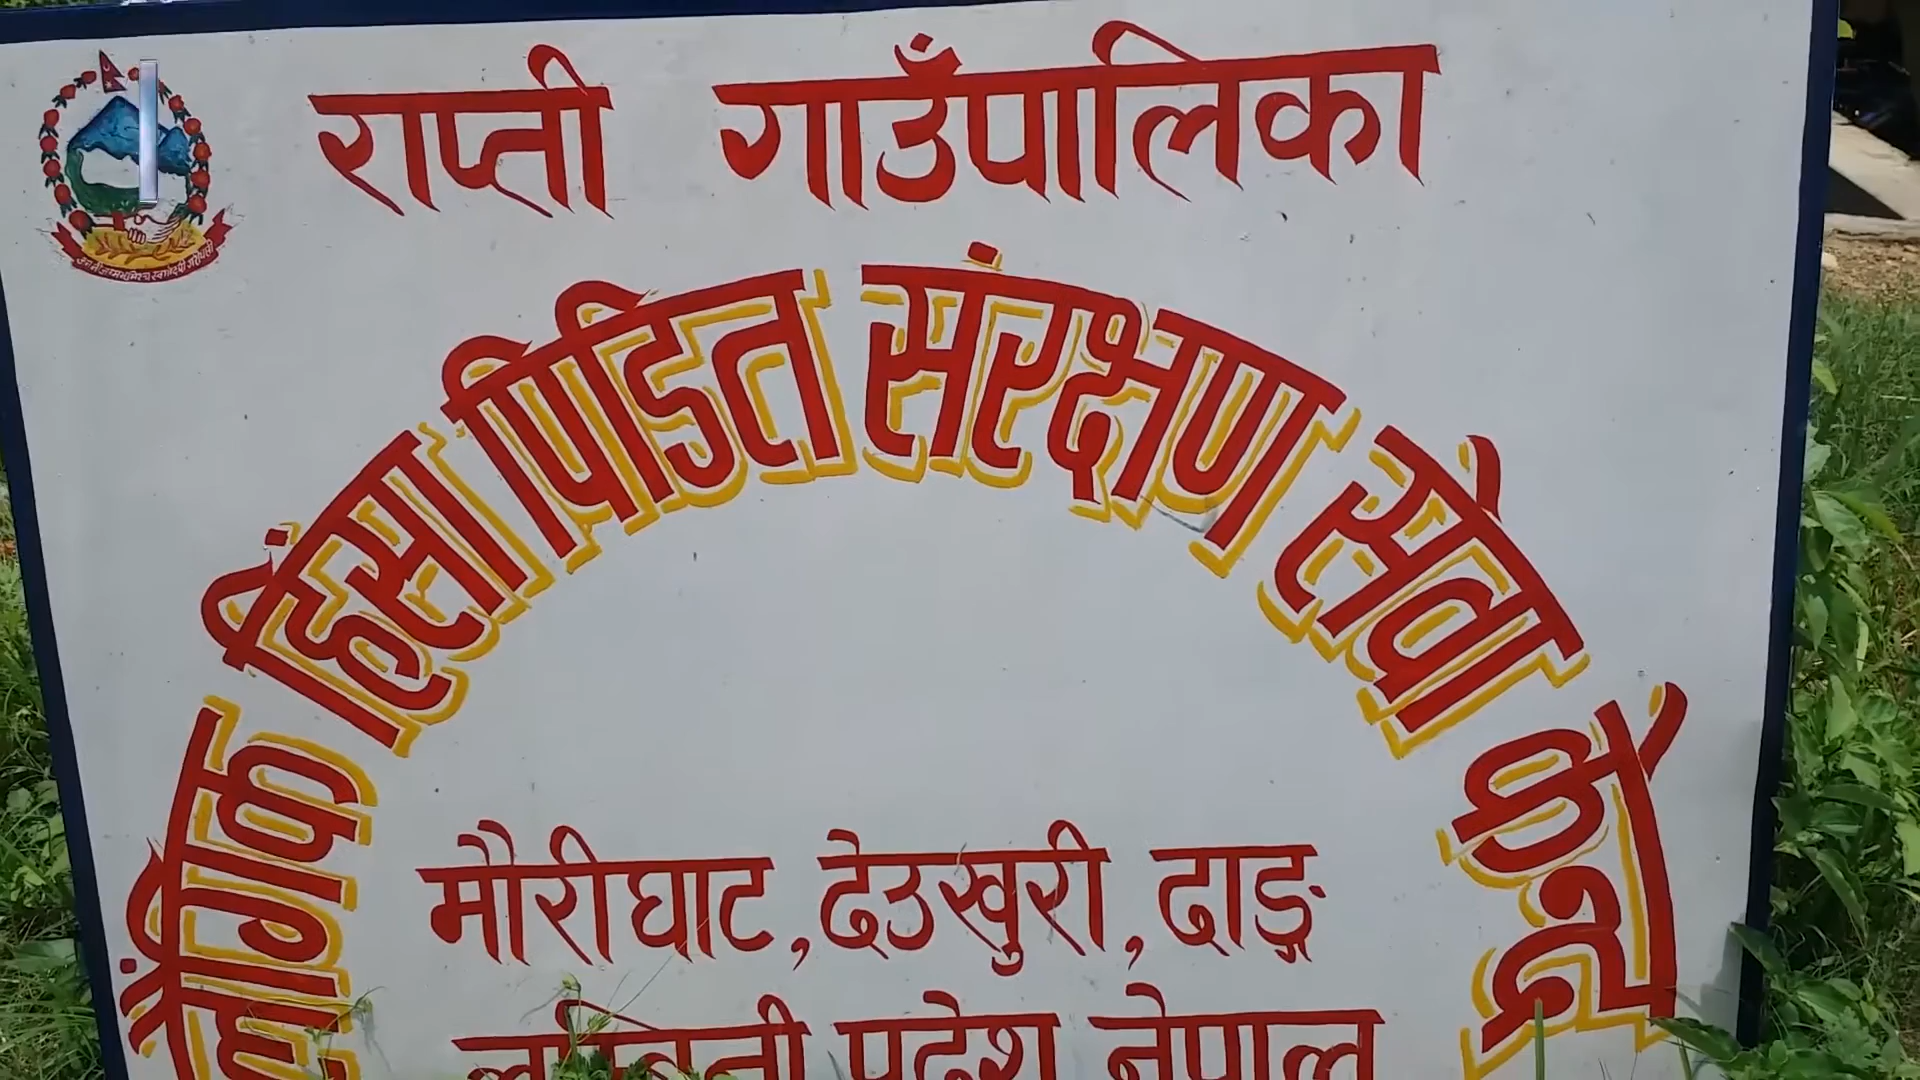 राप्ती गाउँपालिका
लैंगिक हिंसा पिडित संरक्षण सेवा केन्द्र
मौरीघाट, देउखुरी, दाङ्ग
लुम्बिनी प्रदेश नेपाल